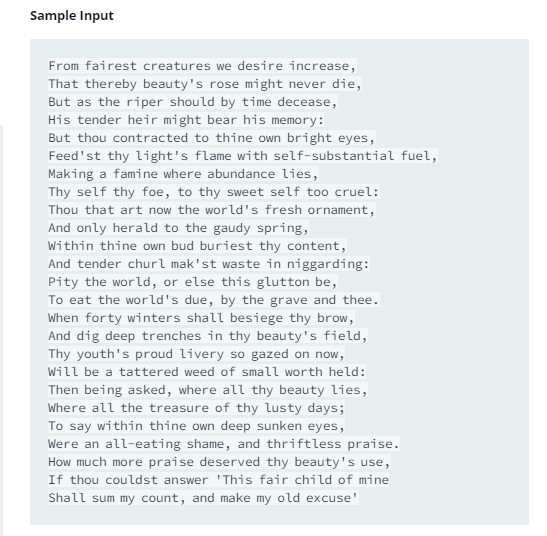 Sample Input
From fairest creatures we desire increase,
That thereby beauty's rose might never die,
But as the riper should by time decease,
His tender heir might bear his memory:
But thou contracted to thine own bright eyes,
Feed'st thy light's flame with self-substantial fuel,
Making a famine where abundance lies,
Thy self thy foe, to thy sweet self too cruel:
Thou that art now the world's fresh ornament,
And only herald to the gaudy spring,
Within thine own bud buriest thy content,
And tender churl mak'st waste in niggarding:
Pity the world, or else this glutton be,
To eat the world's due, by the grave and thee.
When forty winters shall besiege thy brow,
And dig deep trenches in thy beauty's field,
Thy youth's proud livery so gazed on now,
Will be a tattered weed of small worth held:
Then being asked, where all thy beauty lies,
Where all the treasure of thy lusty days;
To say within thine own deep sunken eyes,
Were an all-eating shame, and thriftless praise.
How much more praise deserved thy beauty's use,
If thou couldst answer 'This fair child of mine
Shall sum my count, and make my old excuse'